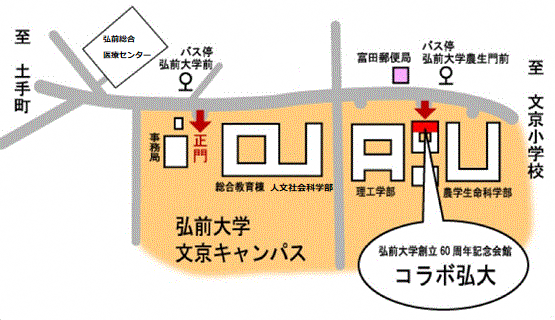 至 土手町
弘前総合
医療センター
バス停
弘前大学前
富田郵便局
バス停
弘前大学農生門前
至 文京小学校
事務局
正門
総合教育棟
人文社会科学部
理工学部
農学生命科学部
弘前大学
文京キャンパス
弘前大学創立60周年記念会館
コラボ弘大